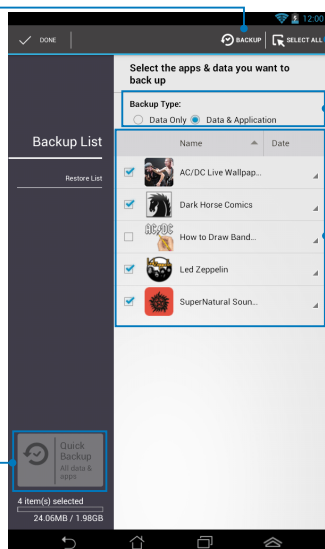 12:00
DONE
BACKUP
SELECT ALL
Select the apps & data you want to
back up
Backup Type:
Data Only
Data & Application
Backup List
Restore List
Name
Date
AC/DC Live Wallpap...
Dark Horse Comics
How to Draw Band...
Led Zeppelin
SuperNatural Soun...
Quick
Backup
All data &
apps
4 item(s) selected
24.06MB / 1.98GB